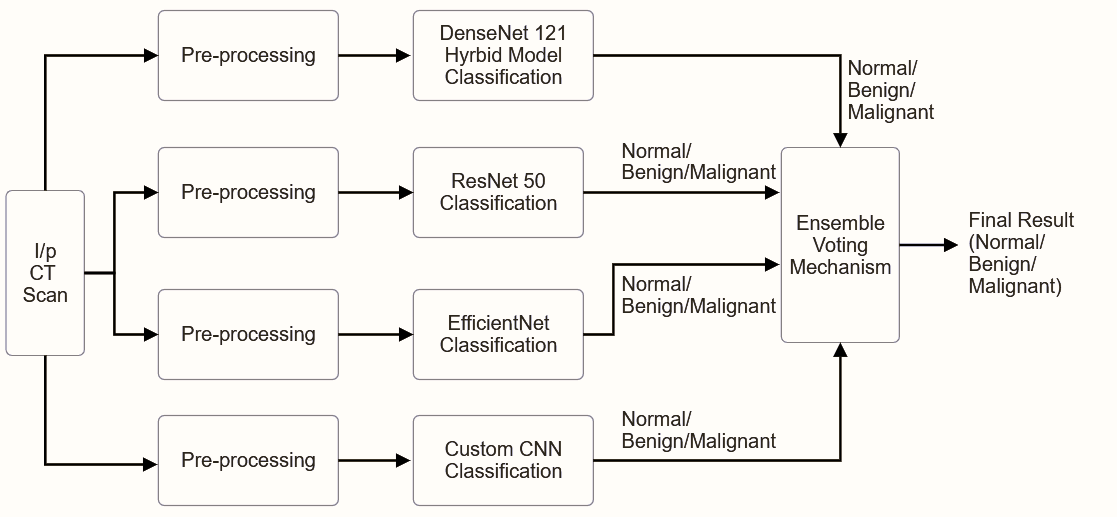 I/p
CT
Scan
Pre-processing
DenseNet 121
Hyrbid Model
Classification
Normal/
Benign/
Malignant
Pre-processing
ResNet 50
Classification
Normal/
Benign/Malignant
Pre-processing
EfficientNet
Classification
Normal/
Benign/Malignant
Pre-processing
Custom CNN
Classification
Normal/
Benign/Malignant
Ensemble
Voting
Mechanism
Final Result
(Normal/
Benign/
Malignant)